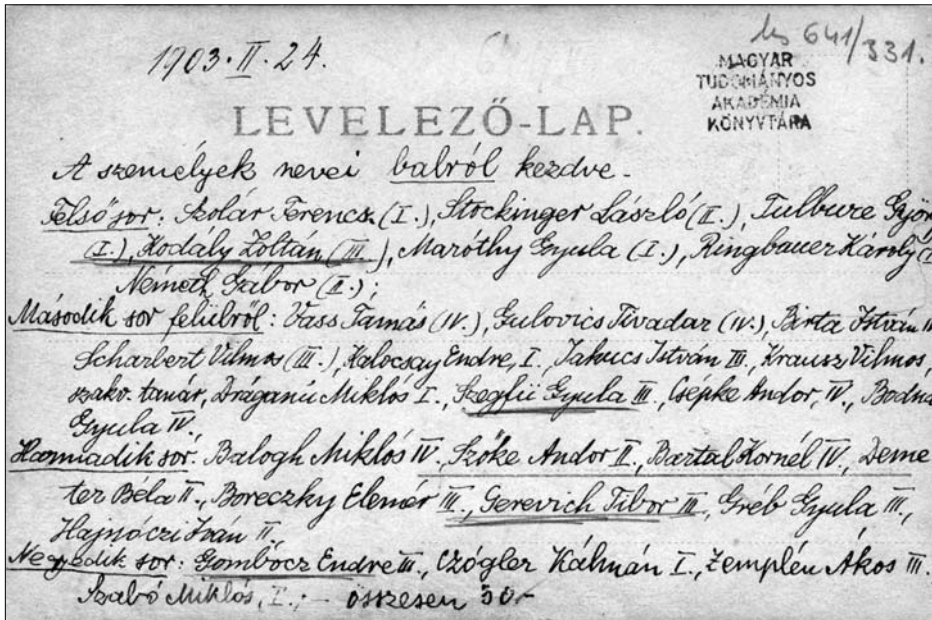 Ms 641/331.
1903. II. 24.
MAGYAR
TUDOMÁNYOS
AKADÉMIA
KÖNYVTÁRA
LEVELEZŐ-LAP.
A személyek nevei balról kezdve.
Felső sor: Szolár Ferencz (I.), Stockinger László (II.), Tulbure Györ
(I.), Kodály Zoltán (III.), Maróthy Gyula (I.), Ringbauer Károly (I
Németh Gábor (II.);
Második sor felülről: Vass Tamás (IV.), Gulovics Tivadar (IV.), Birta István
Scharbert Vilmos (III.), Kalocsay Endre, I. Takucs István III., Krausz Vilmos,
szakv. tanár, Dráganú Miklós I., Szegfü Gyula III., Csepke Andor, IV., Bodna
Gyula IV.,
Harmadik sor: Balogh Miklós IV., Szőke Andor II., Bartal Kornél IV., Deme
ter Béla II., Boreczky Elemér III., Gerevich Tibor III., Gréb Gyula III.,
Hajnóczi Iván II.,
Negyedik sor: Gombocz Endre III., Czógler Kálmán I., Zemplén Ákos III.
Szabó Miklós, I.; – összesen 30.-